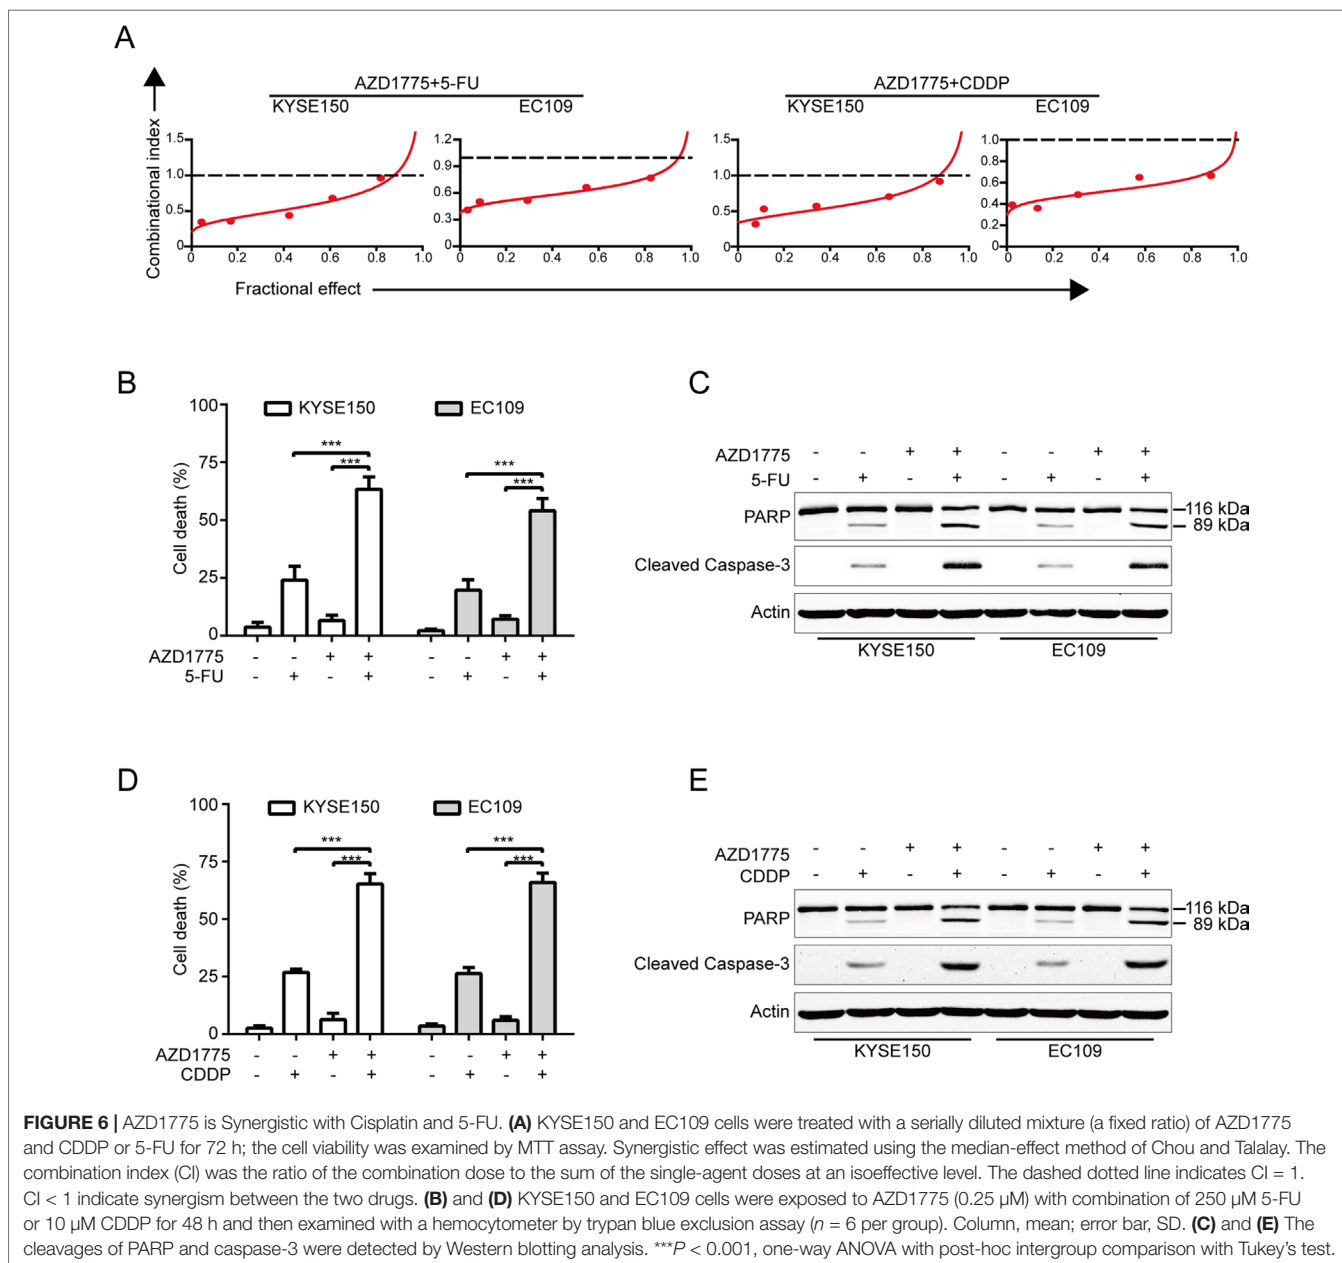 A
AZD1775+5-FU
AZD1775+CDDP
KYSE150
EC109
KYSE150
EC109
Combinational index
1.5
1.0
0.5
0
0 0.2 0.4 0.6 0.8 1.0
1.2
0.9
0.6
0.3
0
0 0.2 0.4 0.6 0.8 1.0
1.5
1.0
0.5
0
0 0.2 0.4 0.6 0.8 1.0
1.0
0.8
0.6
0.4
0.2
0
0 0.2 0.4 0.6 0.8 1.0
Fractional effect
B
Cell death (%)
100
75
50
25
0
KYSE150
EC109
***
***
***
***
AZD1775 - - + + - - + +
5-FU - + - + - + - +
C
AZD1775 - - + + - - + +
5-FU - + - + - + - +
PARP
116 kDa
89 kDa
Cleaved Caspase-3
Actin
KYSE150
EC109
D
Cell death (%)
100
75
50
25
0
KYSE150
EC109
***
***
***
***
AZD1775 - - + + - - + +
CDDP - + - + - + - +
E
AZD1775 - - + + - - + +
CDDP - + - + - + - +
PARP
116 kDa
89 kDa
Cleaved Caspase-3
Actin
KYSE150
EC109
FIGURE 6 | AZD1775 is Synergistic with Cisplatin and 5-FU. (A) KYSE150 and EC109 cells were treated with a serially diluted mixture (a fixed ratio) of AZD1775
and CDDP or 5-FU for 72 h; the cell viability was examined by MTT assay. Synergistic effect was estimated using the median-effect method of Chou and Talalay. The
combination index (CI) was the ratio of the combination dose to the sum of the single-agent doses at an isoeffective level. The dashed dotted line indicates CI = 1.
CI < 1 indicate synergism between the two drugs. (B) and (D) KYSE150 and EC109 cells were exposed to AZD1775 (0.25 μM) with combination of 250 μM 5-FU
or 10 μM CDDP for 48 h and then examined with a hemocytometer by trypan blue exclusion assay (n = 6 per group). Column, mean; error bar, SD. (C) and (E) The
cleavages of PARP and caspase-3 were detected by Western blotting analysis. ***P < 0.001, one-way ANOVA with post-hoc intergroup comparison with Tukey's test.